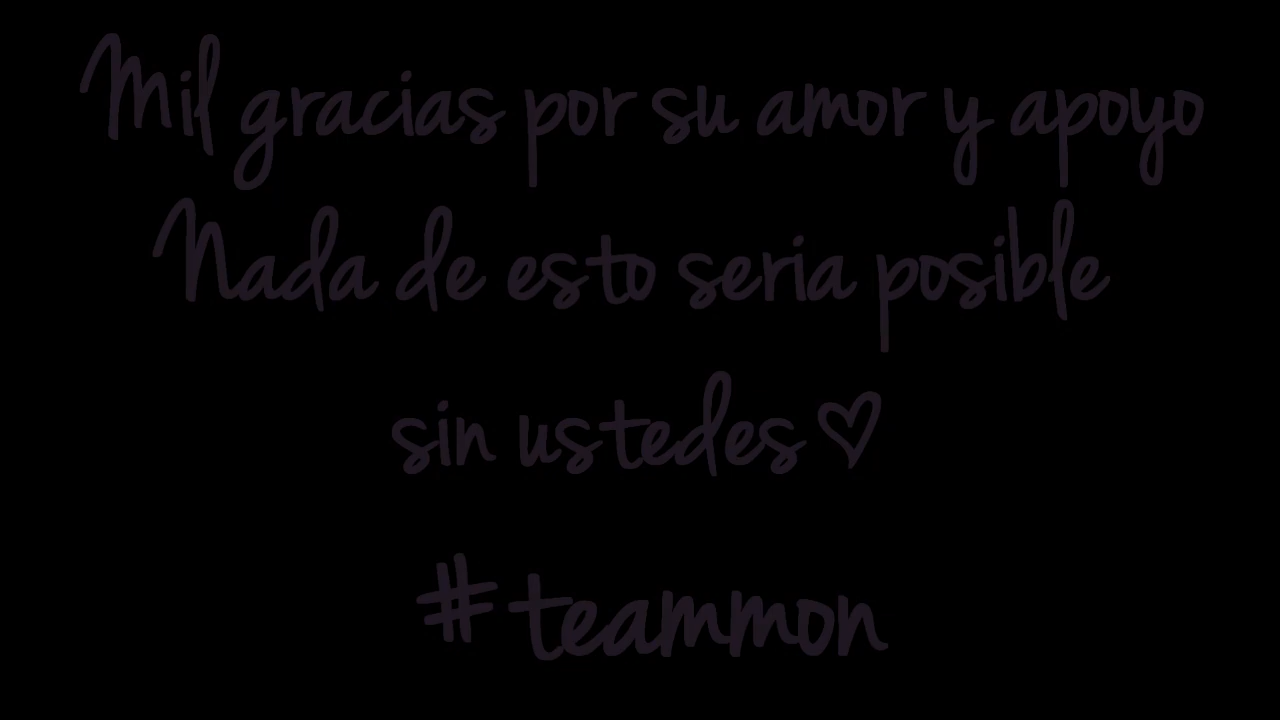 Mil gracias por su amor y apoyo
Nada de esto seria posible
sin ustedes♡
#teammon